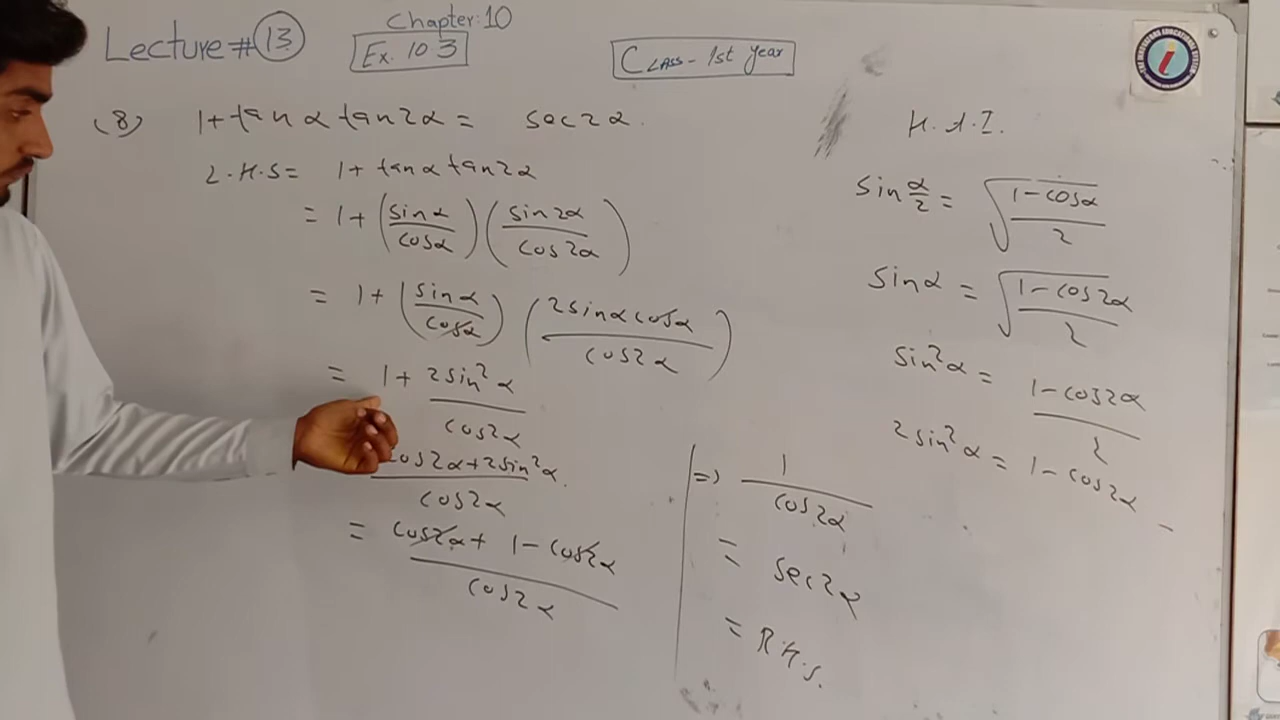 Lecture #13
Chapter: 10
Ex. 10 3
CLASS - 1st year
(8) 1 + tan α tan 2α = sec 2α.
L.H.S = 1 + tan α tan 2α
= 1 + (sin α / cos α) (sin 2α / cos 2α)
= 1 + (sin α / cos α) (2 sin α cos α / cos 2α)
= 1 + 2 sin² α / cos 2α
cos 2α + 2 sin² α / cos 2α
= cos 2α + 1 - cos 2α / cos 2α
=> 1 / cos 2α
= sec 2α
= R.H.S.
H.A.I.
sin α/2 = √(1 - cos α / 2)
sin α = √(1 - cos 2α / 2)
sin² α = 1 - cos 2α / 2
2 sin² α = 1 - cos 2α -
i